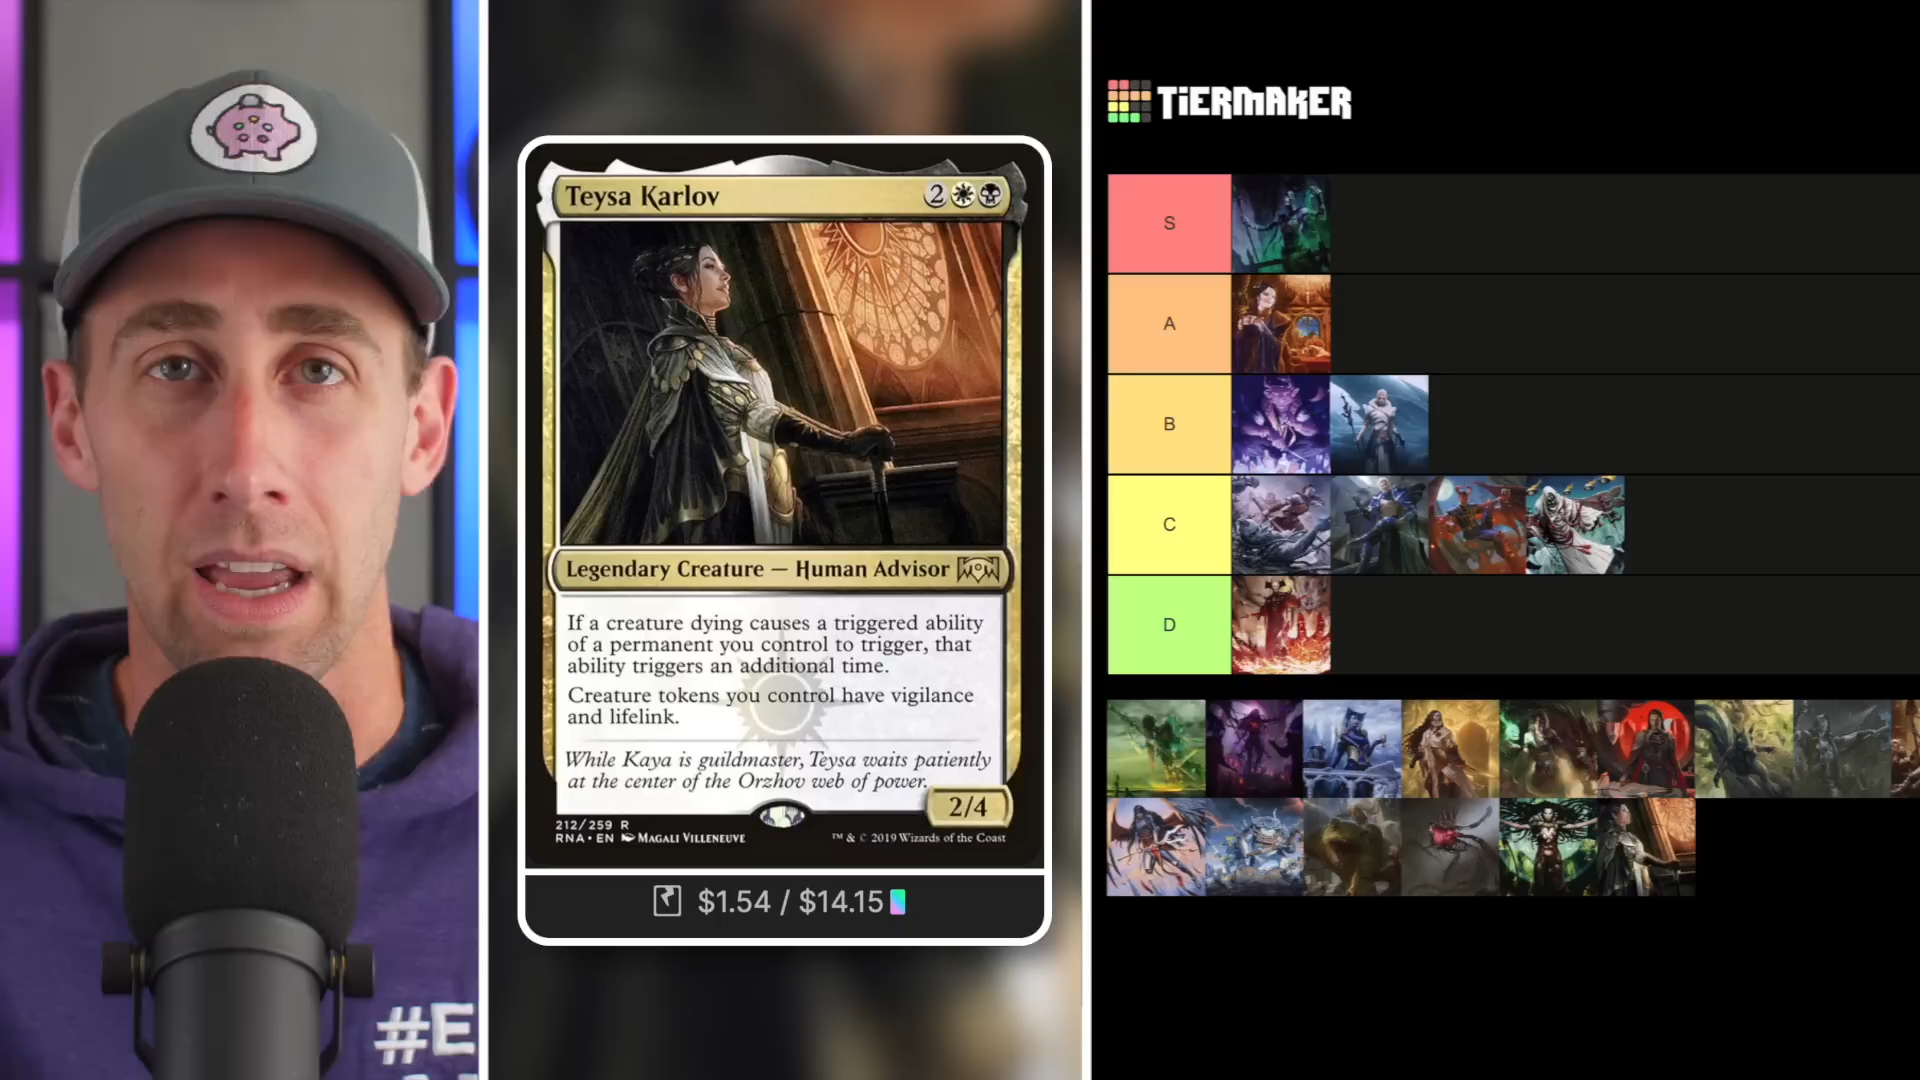 #E
Teysa Karlov
2
Legendary Creature — Human Advisor
If a creature dying causes a triggered ability
of a permanent you control to trigger, that
ability triggers an additional time.
Creature tokens you control have vigilance
and lifelink.
While Kaya is guildmaster, Teysa waits patiently
at the center of the Orzhov web of power.
2/4
212/259 R
RNA • EN MAGALI VILLENEUVE
™ & © 2019 Wizards of the Coast
$1.54 / $14.15
TiERMAKER
S
A
B
C
D